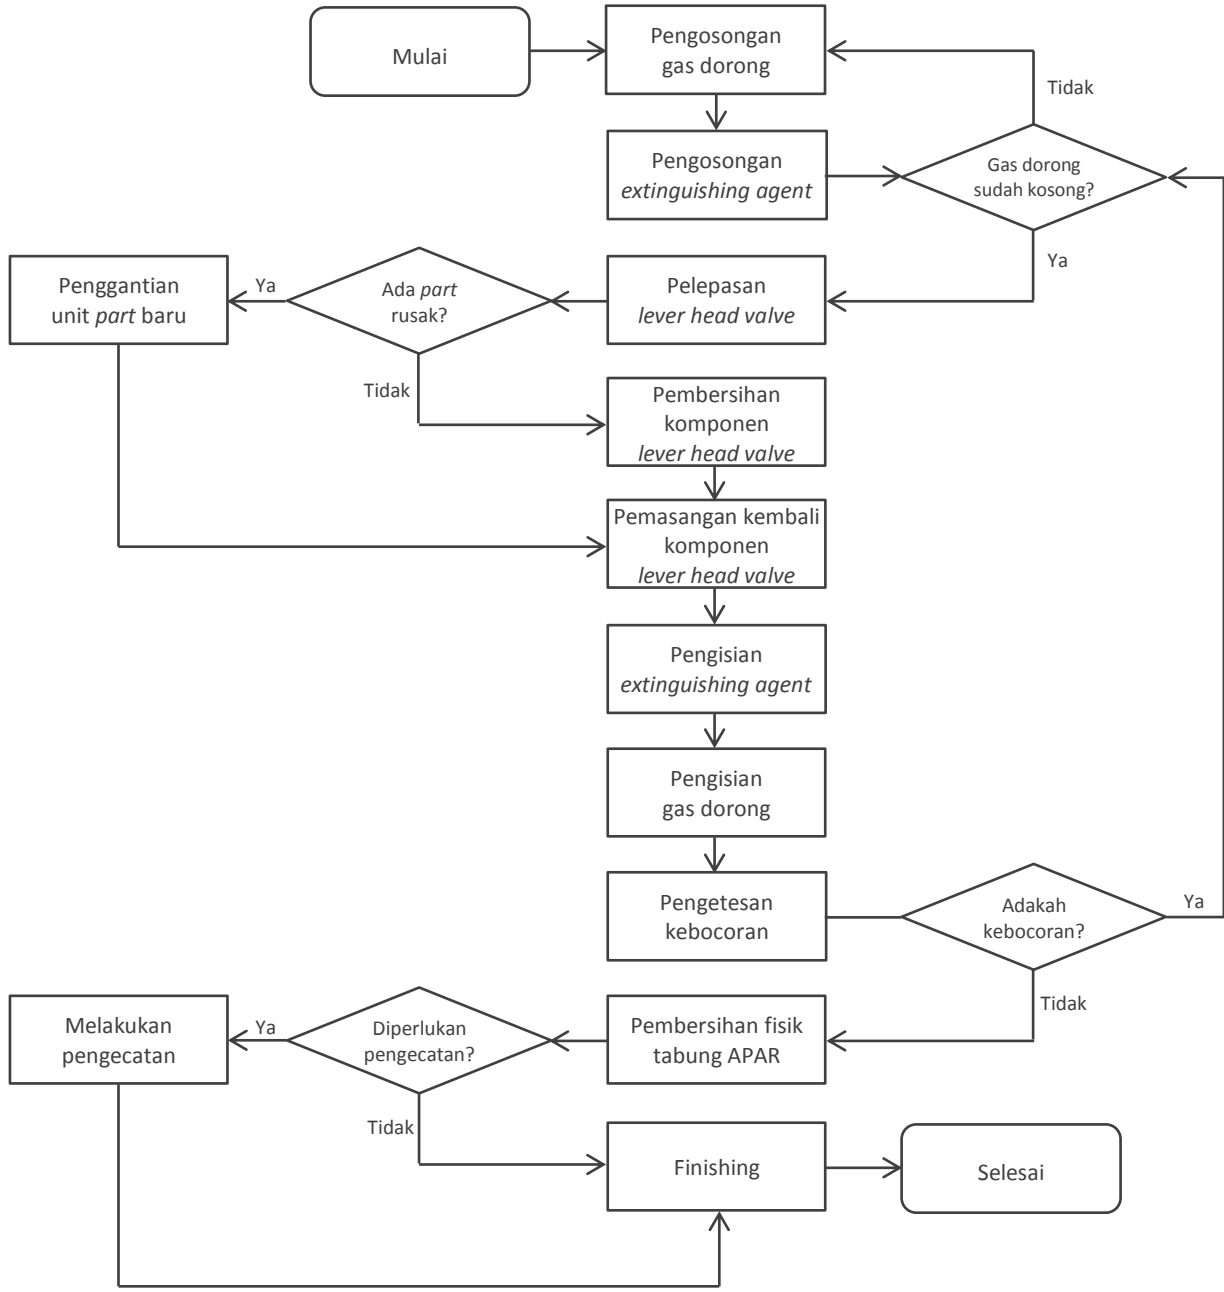 Mulai
Pengosongan
gas dorong
Tidak
Pengosongan
extinguishing agent
Gas dorong
sudah kosong?
Ya
Pelepasan
lever head valve
Ada part
rusak?
Ya
Penggantian
unit part baru
Tidak
Pembersihan
komponen
lever head valve
Pemasangan kembali
komponen
lever head valve
Pengisian
extinguishing agent
Pengisian
gas dorong
Pengetesan
kebocoran
Adakah
kebocoran?
Ya
Tidak
Pembersihan fisik
tabung APAR
Diperlukan
pengecatan?
Ya
Melakukan
pengecatan
Tidak
Finishing
Selesai